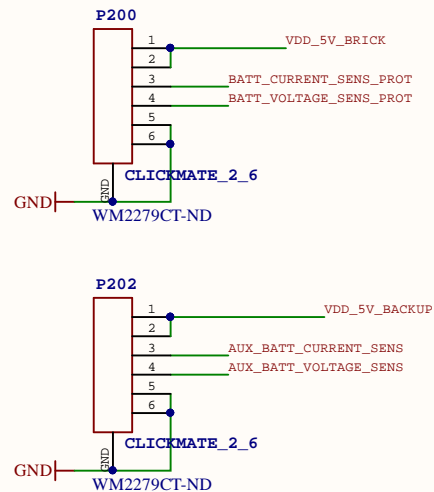 P200
1
VDD_5V_BRICK
2
3
BATT_CURRENT_SENS_PROT
4
BATT_VOLTAGE_SENS_PROT
5
6
GND
CLICKMATE_2_6
GND
WM2279CT-ND
P202
1
VDD_5V_BACKUP
2
3
AUX_BATT_CURRENT_SENS
4
AUX_BATT_VOLTAGE_SENS
5
6
GND
CLICKMATE_2_6
GND
WM2279CT-ND